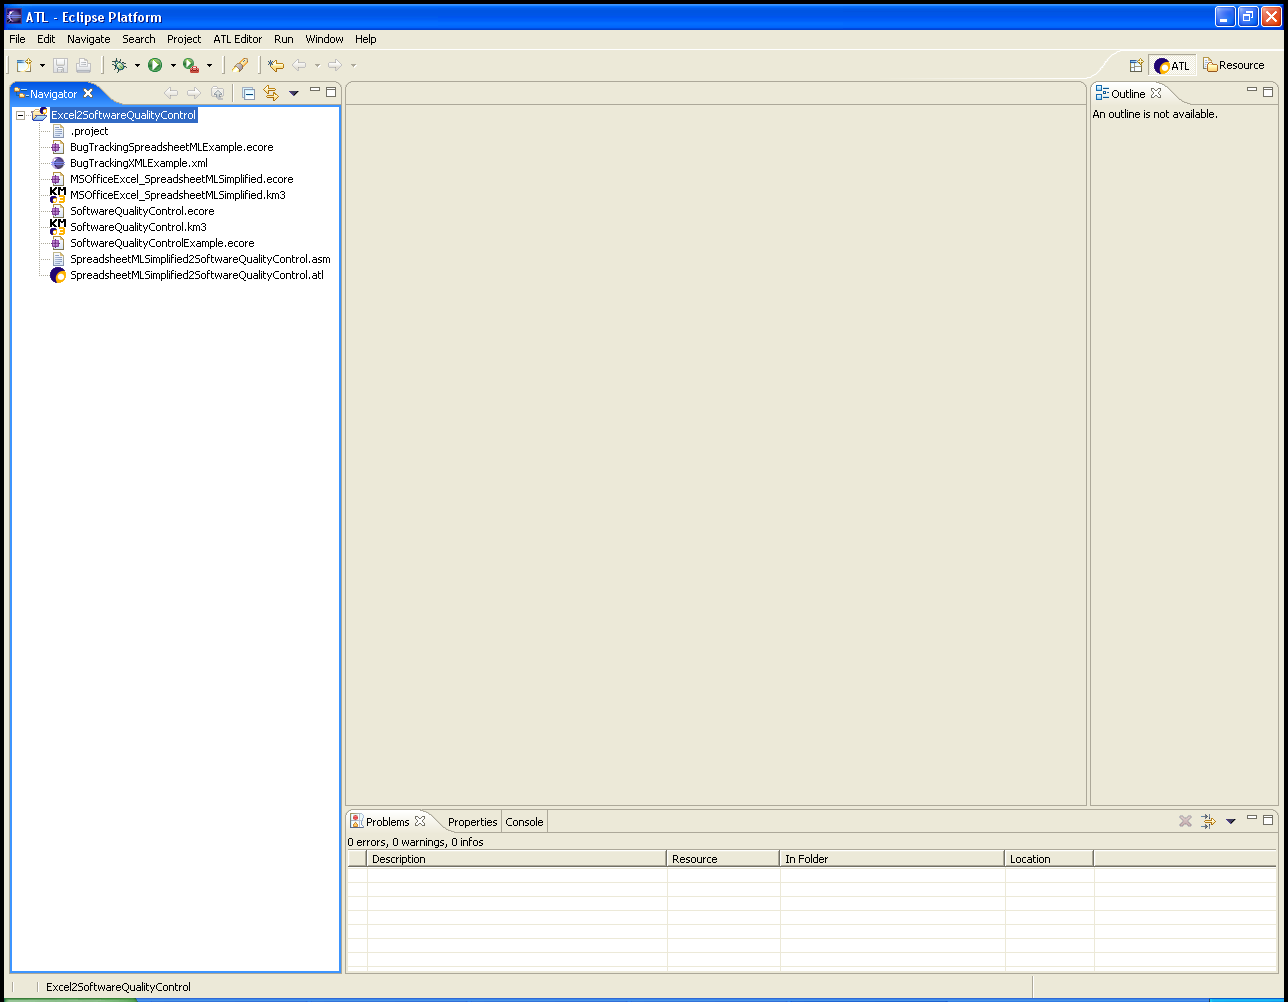 ATL - Eclipse Platform
File Edit Navigate Search Project ATL Editor Run Window Help
ATL Resource
Navigator
Outline
Excel2SoftwareQualityControl
An outline is not available.
.project
BugTrackingSpreadsheetMLExample.ecore
BugTrackingXMLExample.xml
MSOfficeExcel_SpreadsheetMLSimplified.ecore
KM3 MSOfficeExcel_SpreadsheetMLSimplified.km3
SoftwareQualityControl.ecore
KM3 SoftwareQualityControl.km3
SoftwareQualityControlExample.ecore
SpreadsheetMLSimplified2SoftwareQualityControl.asm
SpreadsheetMLSimplified2SoftwareQualityControl.atl
Problems Properties Console
0 errors, 0 warnings, 0 infos
Description Resource In Folder Location
Excel2SoftwareQualityControl